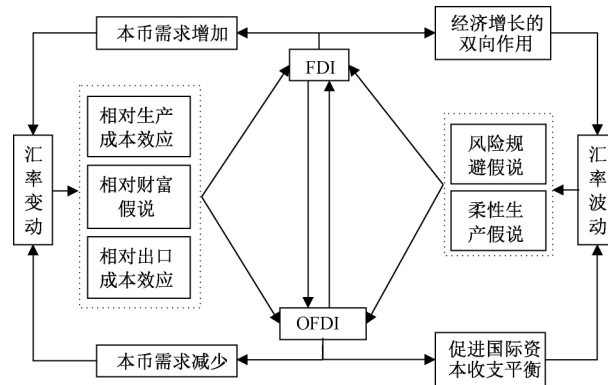 本币需求增加
经济增长的
双向作用
FDI
相对生产
成本效应
相对财富
假说
相对出口
成本效应
汇率变动
风险规
避假说
柔性生
产假说
汇率波动
OFDI
本币需求减少
促进国际资
本收支平衡